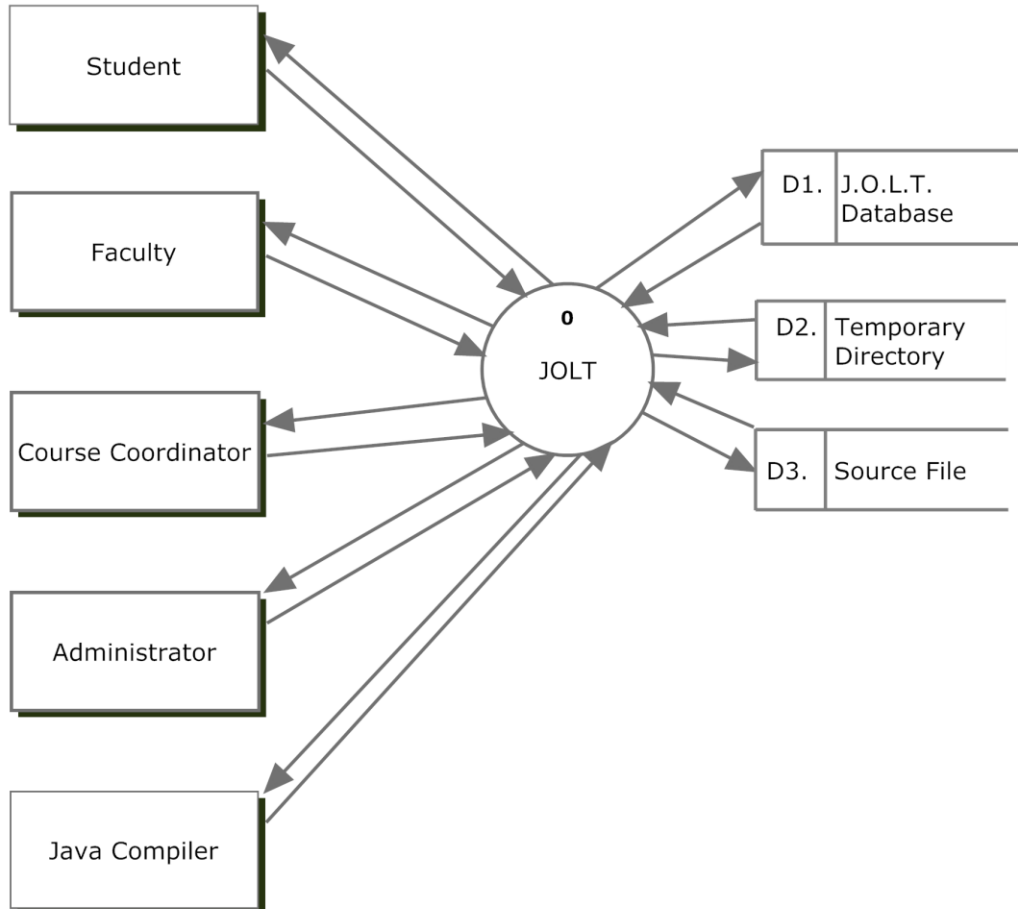 Student
Faculty
Course Coordinator
Administrator
Java Compiler
0
JOLT
D1.
J.O.L.T.
Database
D2.
Temporary
Directory
D3.
Source File